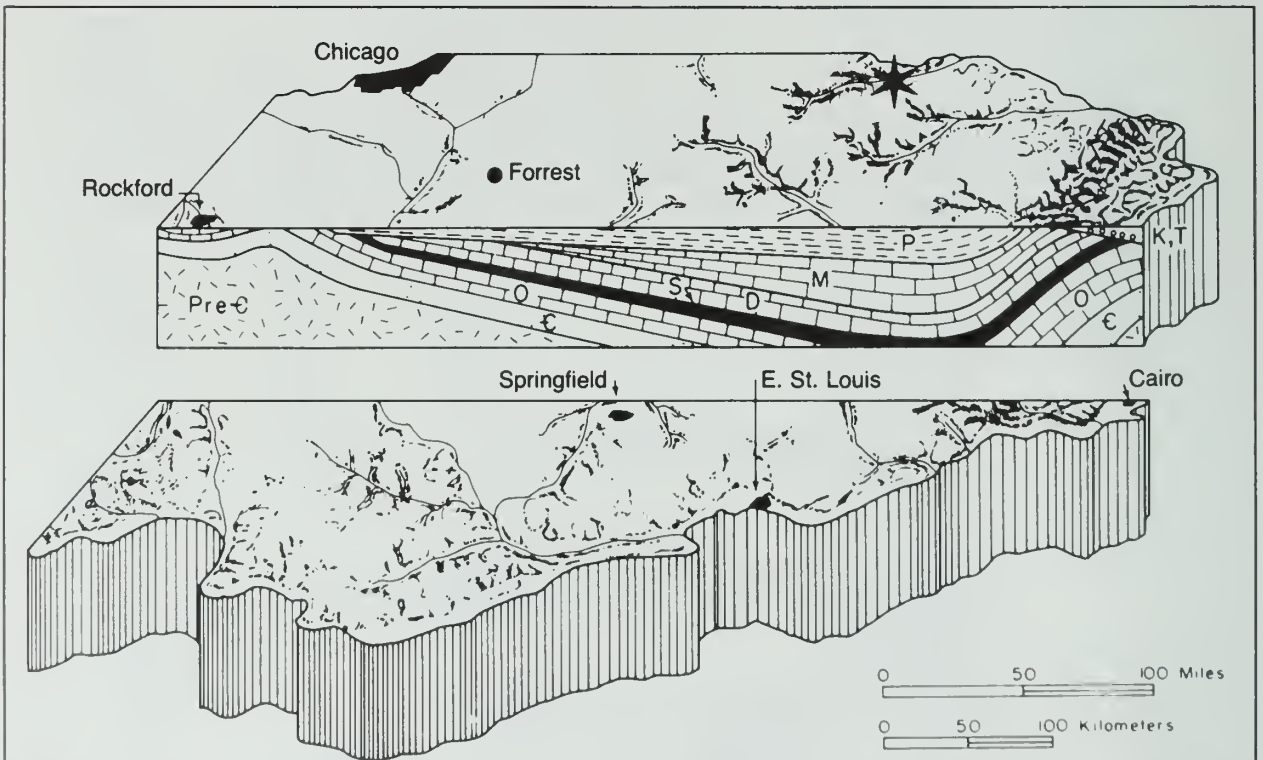 Chicago
Forrest
Rockford
P
K,T
M
S
D
O
O
Pre-Є
Є
Є
Springfield
E. St. Louis
Cairo
0 50 100 Miles
0 50 100 Kilometers